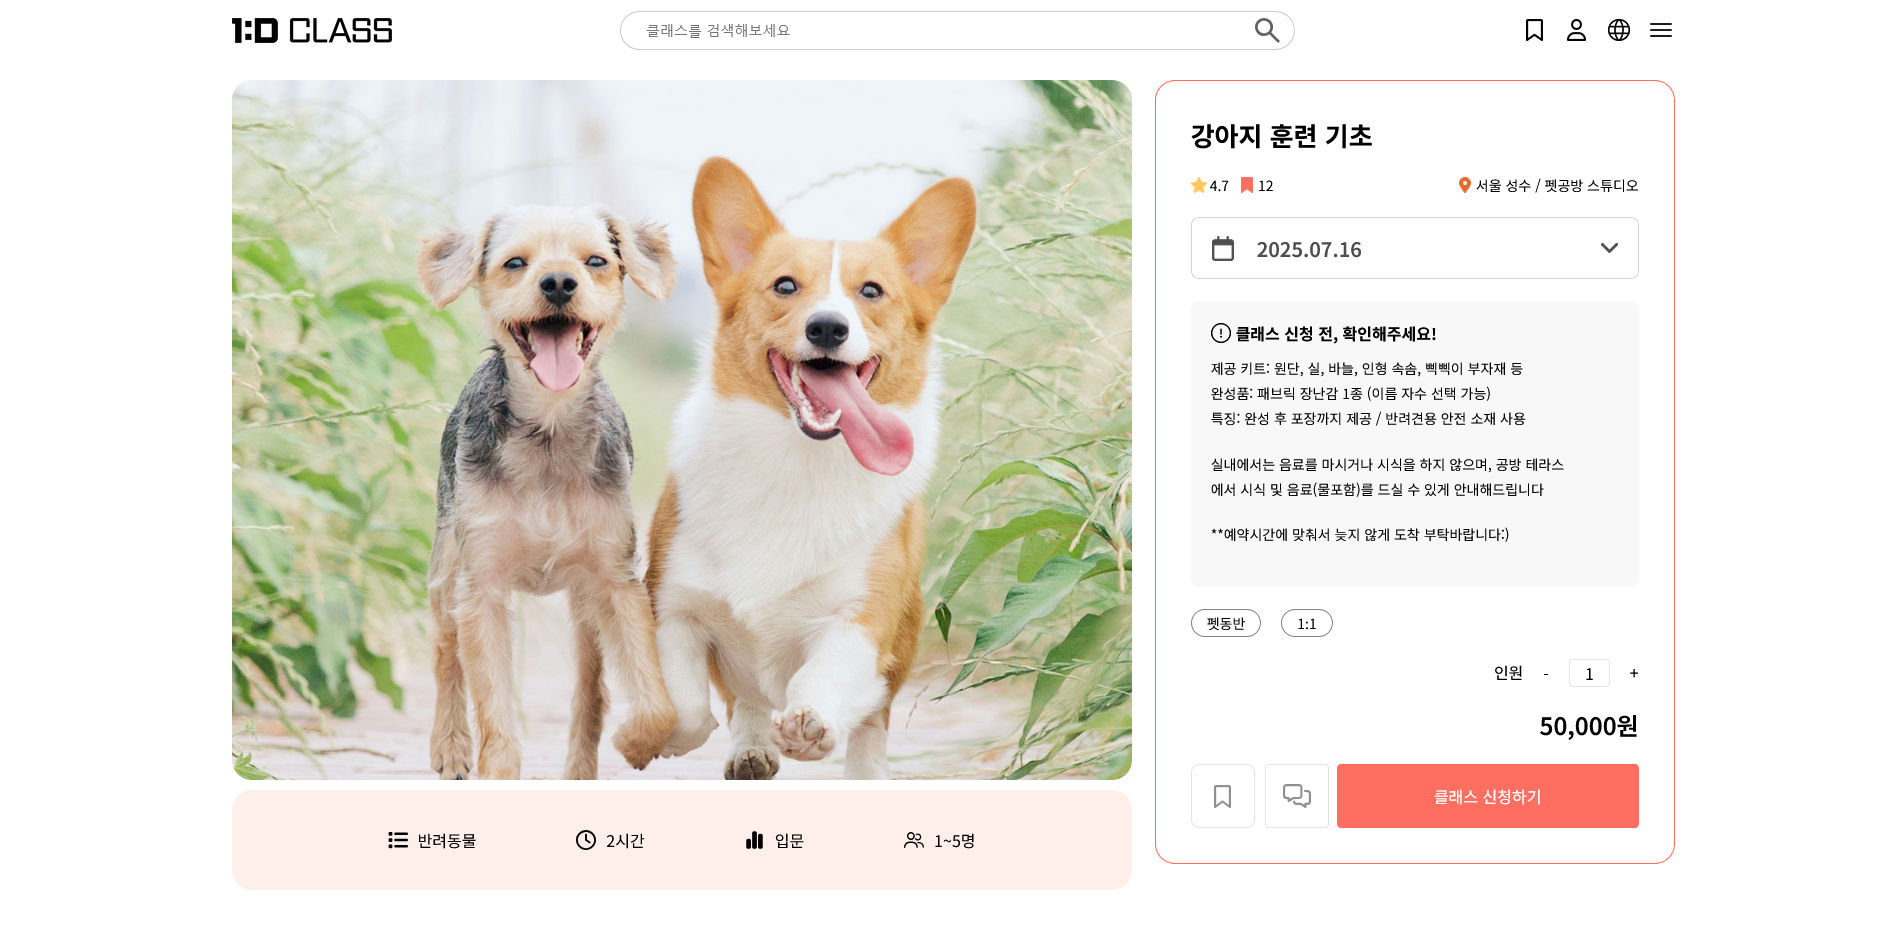 1:D CLASS
클래스를 검색해보세요
강아지 훈련 기초
4.7 12 서울 성수 / 펫공방 스튜디오
2025.07.16
클래스 신청 전, 확인해주세요!
제공 키트: 원단, 실, 바늘, 인형 속솜, 삑삑이 부자재 등
완성품: 패브릭 장난감 1종 (이름 자수 선택 가능)
특징: 완성 후 포장까지 제공 / 반려견용 안전 소재 사용
실내에서는 음료를 마시거나 시식을 하지 않으며, 공방 테라스
에서 시식 및 음료(물포함)를 드실 수 있게 안내해드립니다
**예약시간에 맞춰서 늦지 않게 도착 부탁바랍니다:)
펫동반 1:1
인원 - 1 +
50,000원
클래스 신청하기
반려동물 2시간 입문 1~5명